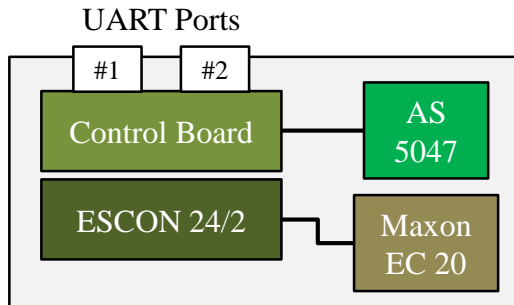 UART Ports
#1
#2
Control Board
AS
5047
ESCON 24/2
Maxon
EC 20